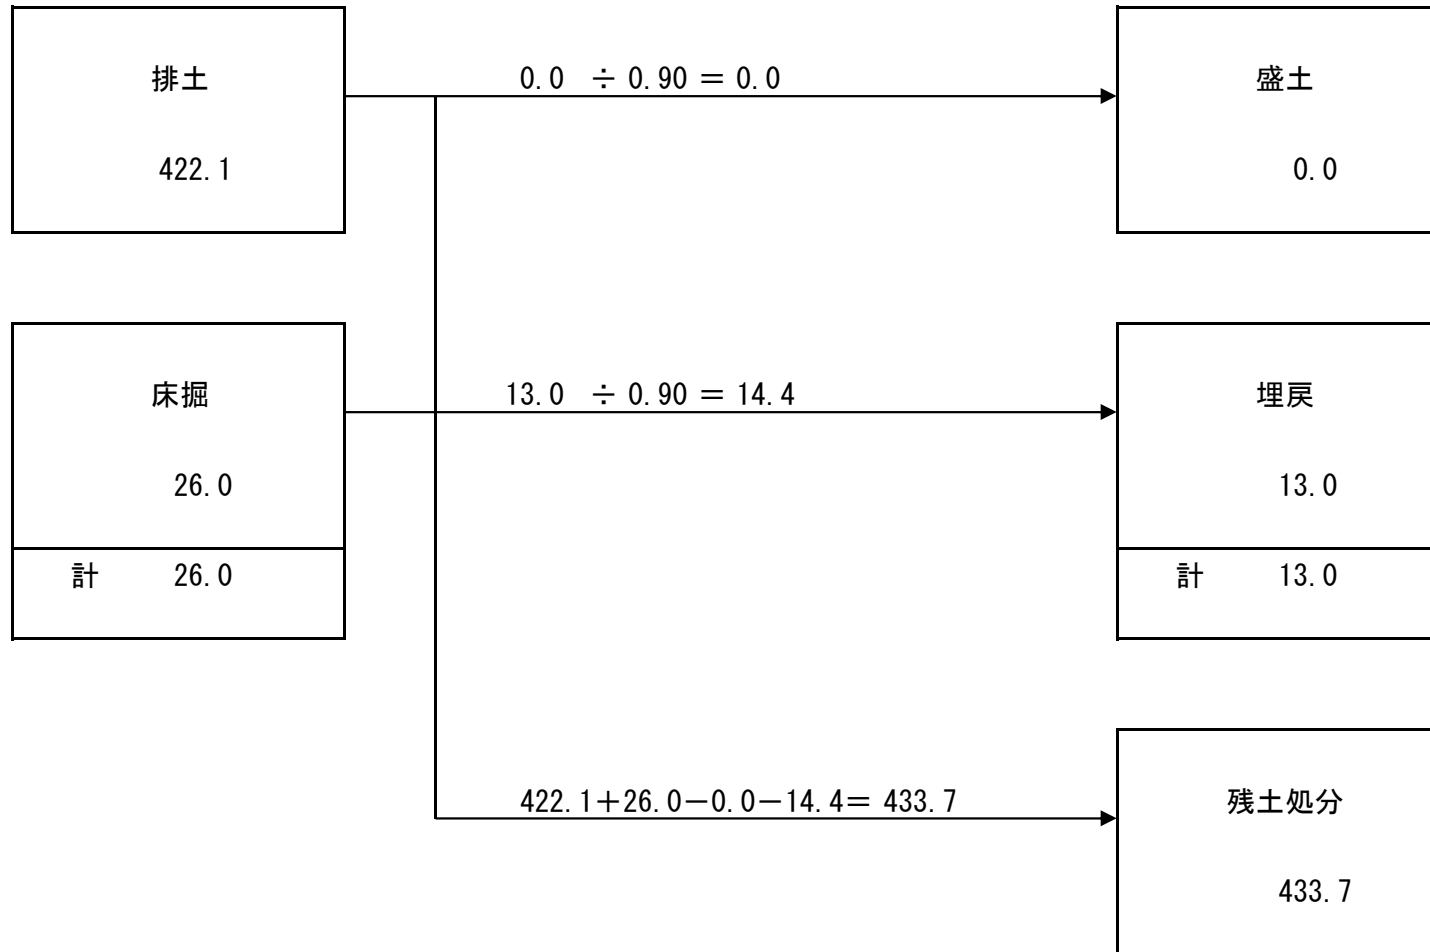 排土
0.0 ÷ 0.90 = 0.0
盛土
422.1
0.0
床掘
13.0 ÷ 0.90 = 14.4
埋戻
26.0
13.0
計 26.0
計 13.0
422.1+26.0-0.0-14.4= 433.7
残土処分
433.7